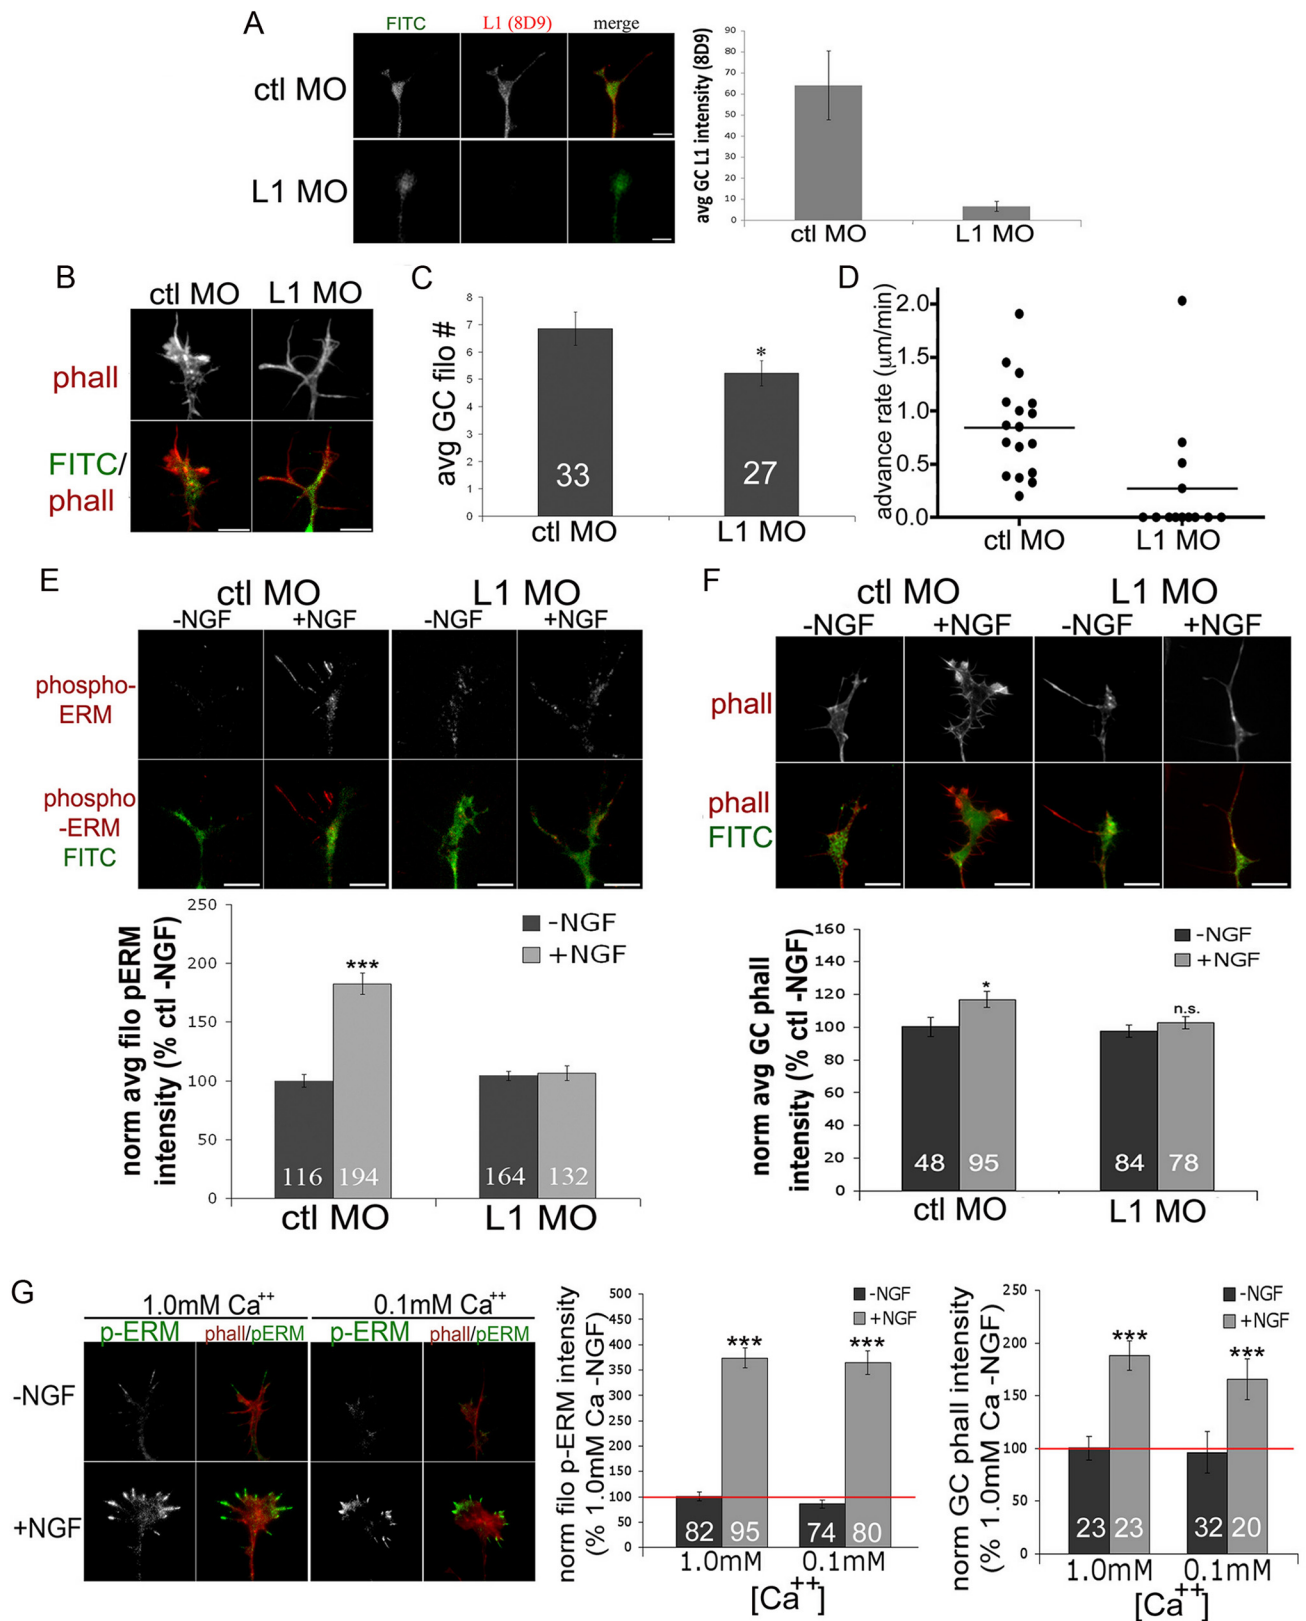 A
FITC L1 (8D9) merge
ctl MO
L1 MO
avg GC L1 intensity (8D9)
90
80
70
60
50
40
30
20
10
0
ctl MO L1 MO
B
ctl MO L1 MO
phall
FITC/
phall
C
avg GC filo #
8
7
6
5
4
3
2
1
0
*
33 27
ctl MO L1 MO
D
advance rate (µm/min)
2.0
1.5
1.0
0.5
0.0
ctl MO L1 MO
E
ctl MO L1 MO
-NGF +NGF -NGF +NGF
phospho-
ERM
phospho
-ERM
FITC
norm avg filo pERM
intensity (% ctl -NGF)
250
200
150
100
50
0
-NGF
+NGF
***
116 194 164 132
ctl MO L1 MO
F
ctl MO L1 MO
-NGF +NGF -NGF +NGF
phall
phall
FITC
norm avg GC phall
intensity (% ctl -NGF)
160
140
120
100
80
60
40
20
0
-NGF
+NGF
*
n.s.
48 95 84 78
ctl MO L1 MO
G
1.0mM Ca++ 0.1mM Ca++
p-ERM phall/pERM p-ERM phall/pERM
-NGF
+NGF
norm filo p-ERM intensity
(% 1.0mM Ca -NGF)
500
450
400
350
300
250
200
150
100
50
0
-NGF
+NGF
*** ***
82 95 74 80
1.0mM 0.1mM
[Ca++]
norm GC phall intensity
(% 1.0mM Ca -NGF)
250
200
150
100
50
0
-NGF
+NGF
*** ***
23 23 32 20
1.0mM 0.1mM
[Ca++]